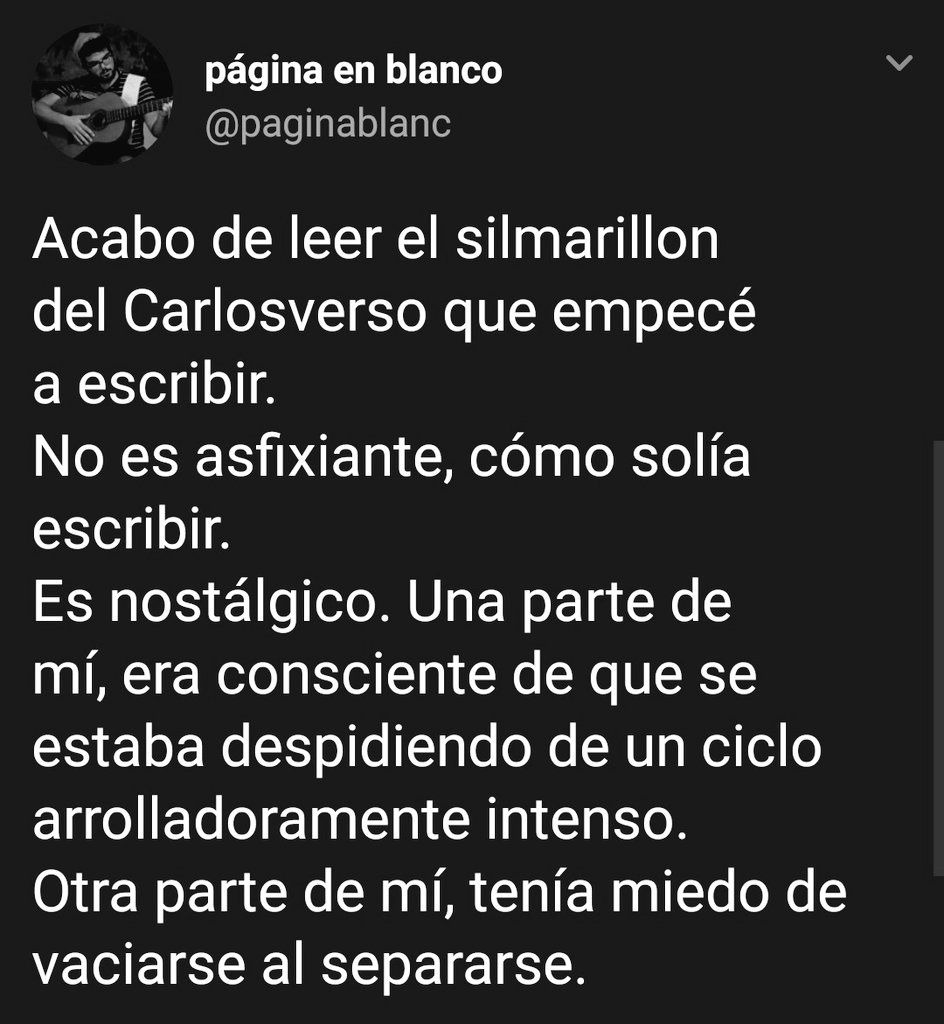 página en blanco
@paginablanc
Acabo de leer el silmarillon
del Carlosverso que empecé
a escribir.
No es asfixiante, cómo solía
escribir.
Es nostálgico. Una parte de
mí, era consciente de que se
estaba despidiendo de un ciclo
arrolladoramente intenso.
Otra parte de mí, tenía miedo de
vaciarse al separarse.